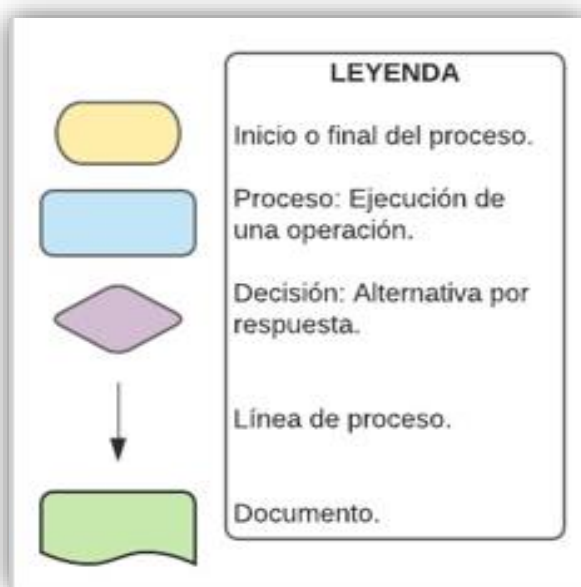 LEYENDA
Inicio o final del proceso.
Proceso: Ejecución de
una operación.
Decisión: Alternativa por
respuesta.
Línea de proceso.
Documento.